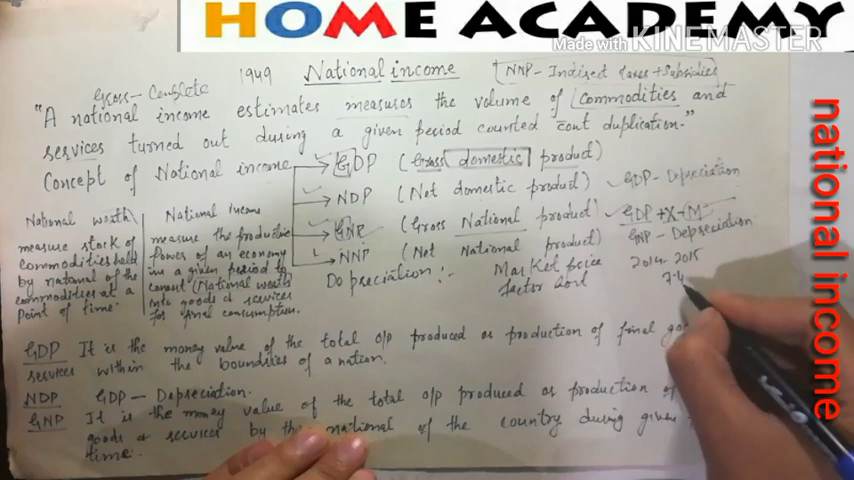 HOME ACADEMY
Made with KINEMASTER
Gross - Complete
1949 National income [NNP - Indirect taxes + Subsidies]
"A national income estimates measures the volume of commodities and
services turned out during a given period counted cout duplication."
Concept of National income
GDP (Gross domestic product)
NDP (Net domestic product) GDP - Depreciation
GNP (Gross National product) GDP + X - M
NNP (Net National product) GNP - Depreciation
National wealth
measure stock of
commodities held
by national of the
commodities at a
point of time.
National Income
measure the productive
Power of an economy
in a given period to
convert (National wealth
into goods & services
for final consumption.
Depreciation :-
Market price
factor cost
2014-2015
7.4
GDP It is the money value of the total o/p produced or production of final
services within the boundries of a nation.
NDP GDP - Depreciation.
GNP It is the money value of the total o/p produced or production of
goods & services by the national of the country during given
time.
national income